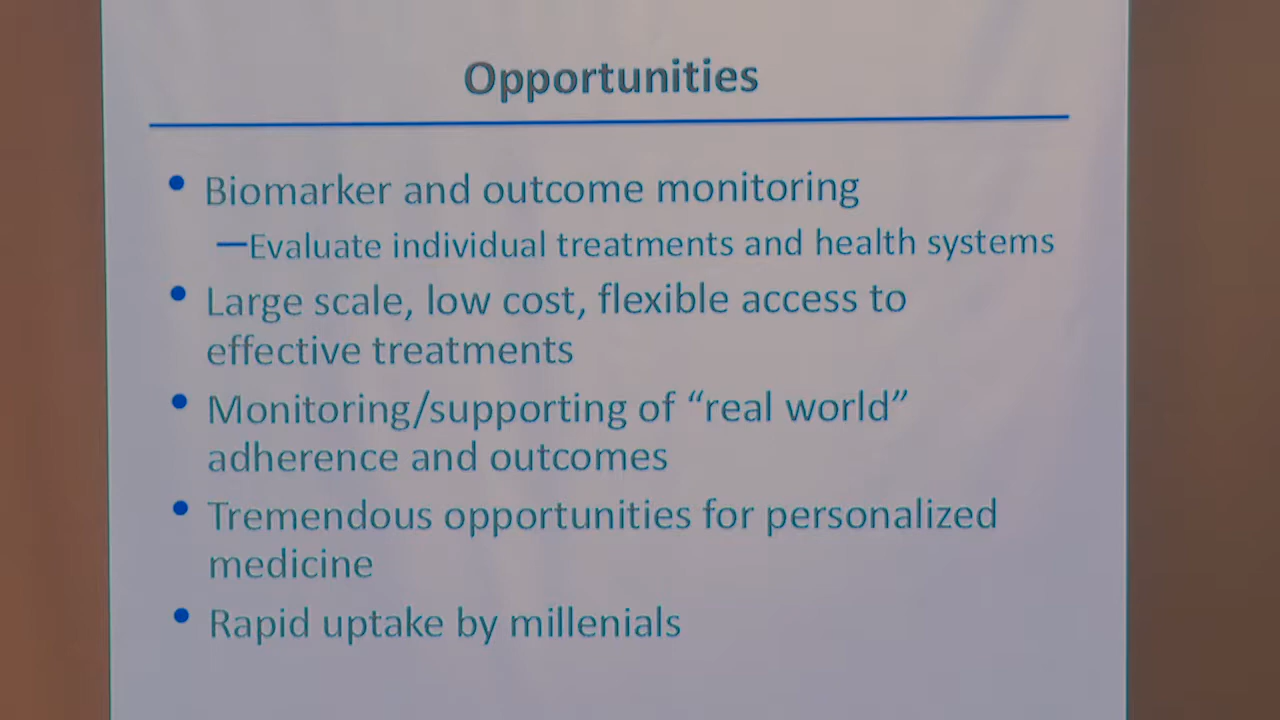 Opportunities
• Biomarker and outcome monitoring
—Evaluate individual treatments and health systems
• Large scale, low cost, flexible access to
effective treatments
• Monitoring/supporting of “real world”
adherence and outcomes
• Tremendous opportunities for personalized
medicine
• Rapid uptake by millenials